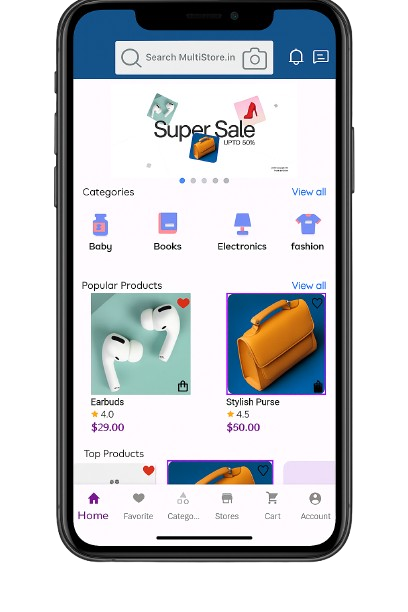 Search MultiStore.in
Super Sale
UPTO 50%
Categories View all
Baby Books Electronics fashion
Popular Products View all
Earbuds Stylish Purse
4.0 4.5
$29.00 $60.00
Top Products
Home Favorite Catego... Stores Cart Account